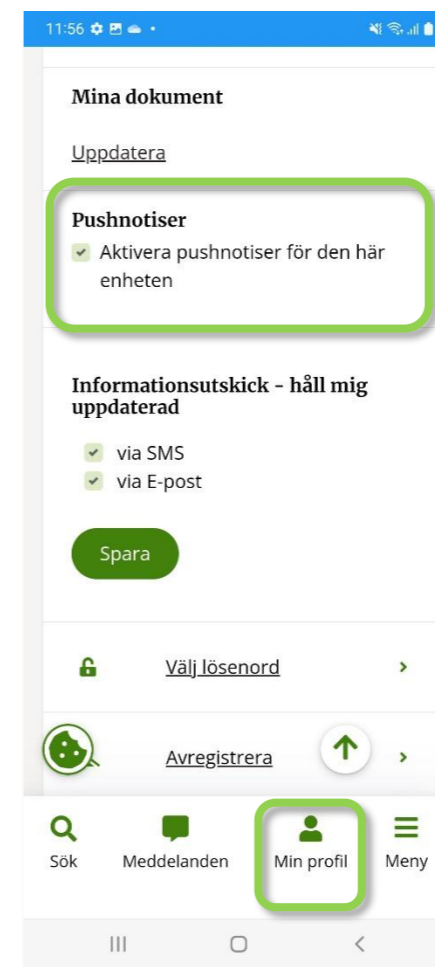 11:56
Mina dokument
Uppdatera
Pushnotiser
Aktivera pushnotiser för den här
enheten
Informationsutskick - håll mig
uppdaterad
via SMS
via E-post
Spara
Välj lösenord
Avregistrera
Sök Meddelanden Min profil Meny